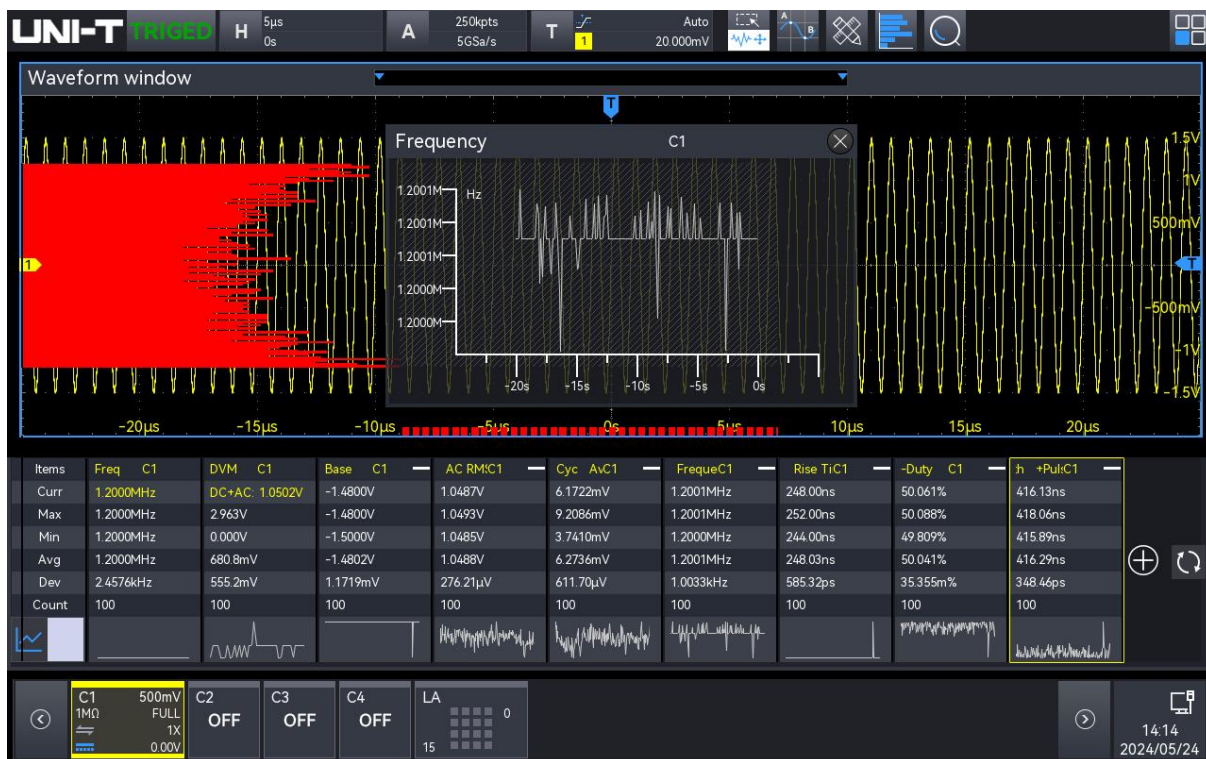 UNI-T TRIGED H 5µs A 250kpts T Auto
0s 5GSa/s 1 20.000mV A B
Waveform window
T
Frequency C1
1.5V
1V
500mV
1 T
-500mV
-1V
-1.5V
Hz
1.2001M
1.2001M
1.2001M
1.2000M
1.2000M
-20s -15s -10s -5s 0s
-20µs -15µs -10µs -5µs 0s 5µs 10µs 15µs 20µs
Items Freq C1 DVM C1 Base C1 AC RM:C1 Cyc AvC1 FrequeC1 Rise TiC1 -Duty C1 :h +Pul:C1
Curr 1.2000MHz DC+AC: 1.0502V -1.4800V 1.0487V 6.1722mV 1.2001MHz 248.00ns 50.061% 416.13ns
Max 1.2000MHz 2.963V -1.4800V 1.0493V 9.2086mV 1.2001MHz 252.00ns 50.088% 418.06ns
Min 1.2000MHz 0.000V -1.5000V 1.0485V 3.7410mV 1.2000MHz 244.00ns 49.809% 415.89ns
Avg 1.2000MHz 680.8mV -1.4802V 1.0488V 6.2736mV 1.2001MHz 248.03ns 50.041% 416.29ns
Dev 2.4576kHz 555.2mV 1.1719mV 276.21µV 611.70µV 1.0033kHz 585.32ps 35.355m% 348.46ps
Count 100 100 100 100 100 100 100 100 100
C1 500mV
1MΩ FULL
1X
0.00V
C2
OFF
C3
OFF
C4
OFF
LA
0
15
14:14
2024/05/24